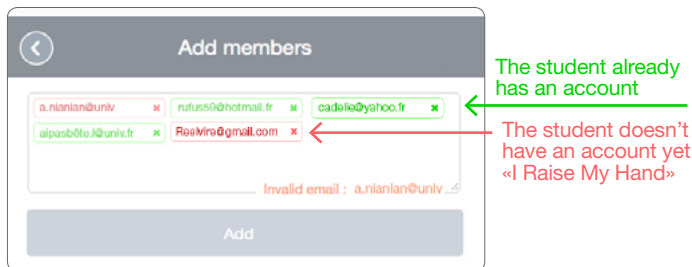 Add members
a.nianian@univ × rufus59@hotmail.fr × cadelie@yahoo.fr ×
aipasbôte.l@univ.fr × Reelvire@gmail.com ×
Invalid email : a.nianian@univ
Add
The student already
has an account
The student doesn't
have an account yet
«I Raise My Hand»